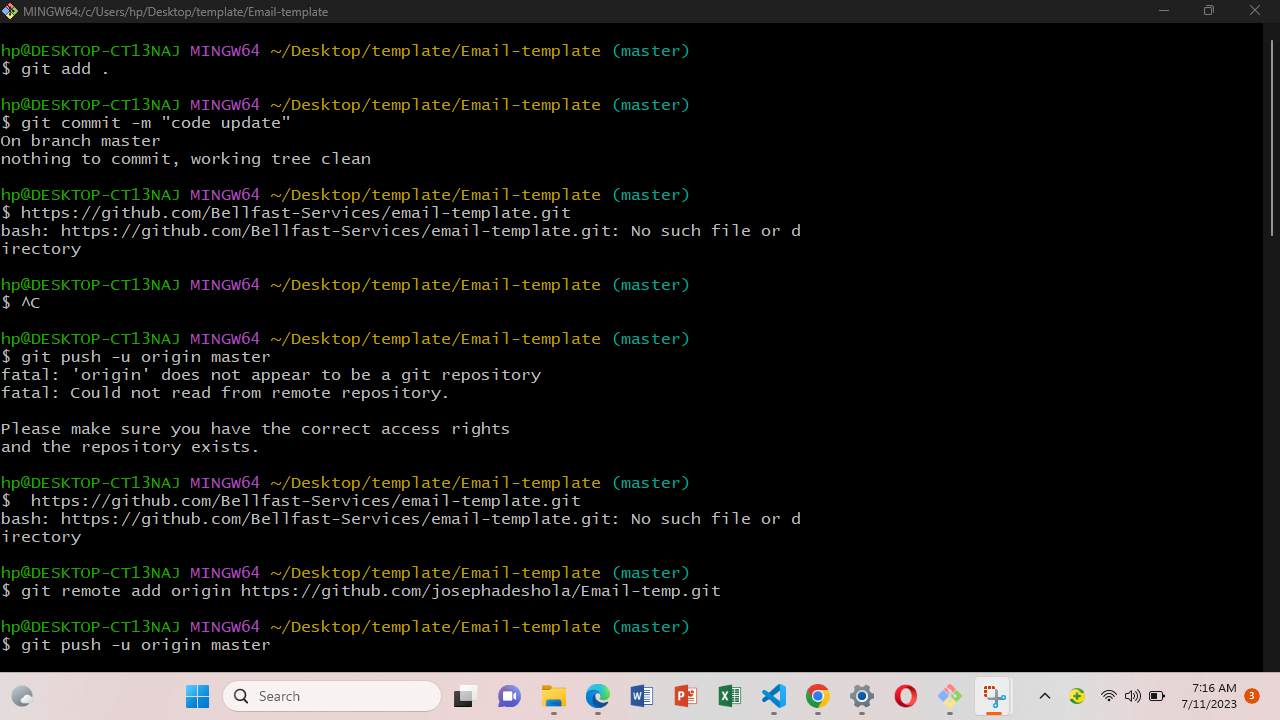 MINGW64:/c/Users/hp/Desktop/template/Email-template
hp@DESKTOP-CT13NAJ MINGW64 ~/Desktop/template/Email-template (master)
$ git add .
hp@DESKTOP-CT13NAJ MINGW64 ~/Desktop/template/Email-template (master)
$ git commit -m "code update"
On branch master
nothing to commit, working tree clean
hp@DESKTOP-CT13NAJ MINGW64 ~/Desktop/template/Email-template (master)
$ https://github.com/Bellfast-Services/email-template.git
bash: https://github.com/Bellfast-Services/email-template.git: No such file or d
irectory
hp@DESKTOP-CT13NAJ MINGW64 ~/Desktop/template/Email-template (master)
$ ^C
hp@DESKTOP-CT13NAJ MINGW64 ~/Desktop/template/Email-template (master)
$ git push -u origin master
fatal: 'origin' does not appear to be a git repository
fatal: Could not read from remote repository.
Please make sure you have the correct access rights
and the repository exists.
hp@DESKTOP-CT13NAJ MINGW64 ~/Desktop/template/Email-template (master)
$  https://github.com/Bellfast-Services/email-template.git
bash: https://github.com/Bellfast-Services/email-template.git: No such file or d
irectory
hp@DESKTOP-CT13NAJ MINGW64 ~/Desktop/template/Email-template (master)
$ git remote add origin https://github.com/josephadeshola/Email-temp.git
hp@DESKTOP-CT13NAJ MINGW64 ~/Desktop/template/Email-template (master)
$ git push -u origin master
Search
7:16 AM
7/11/2023
3